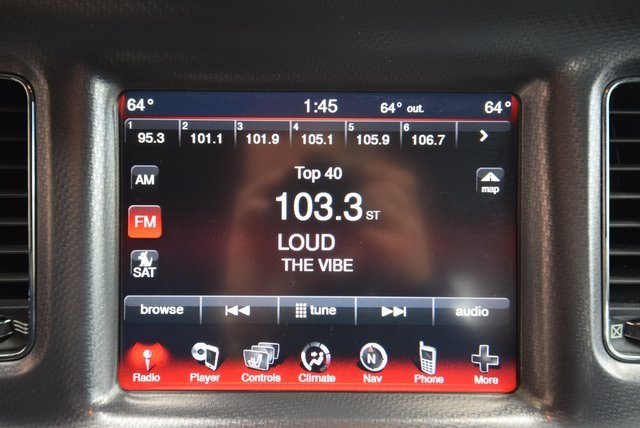 64° 1:45 64° out. 64°
1 2 3 4 5 6
95.3 101.1 101.9 105.1 105.9 106.7
Top 40
AM
map
103.3 ST
FM
LOUD
THE VIBE
SAT
browse tune audio
Radio Player Controls Climate Nav Phone More